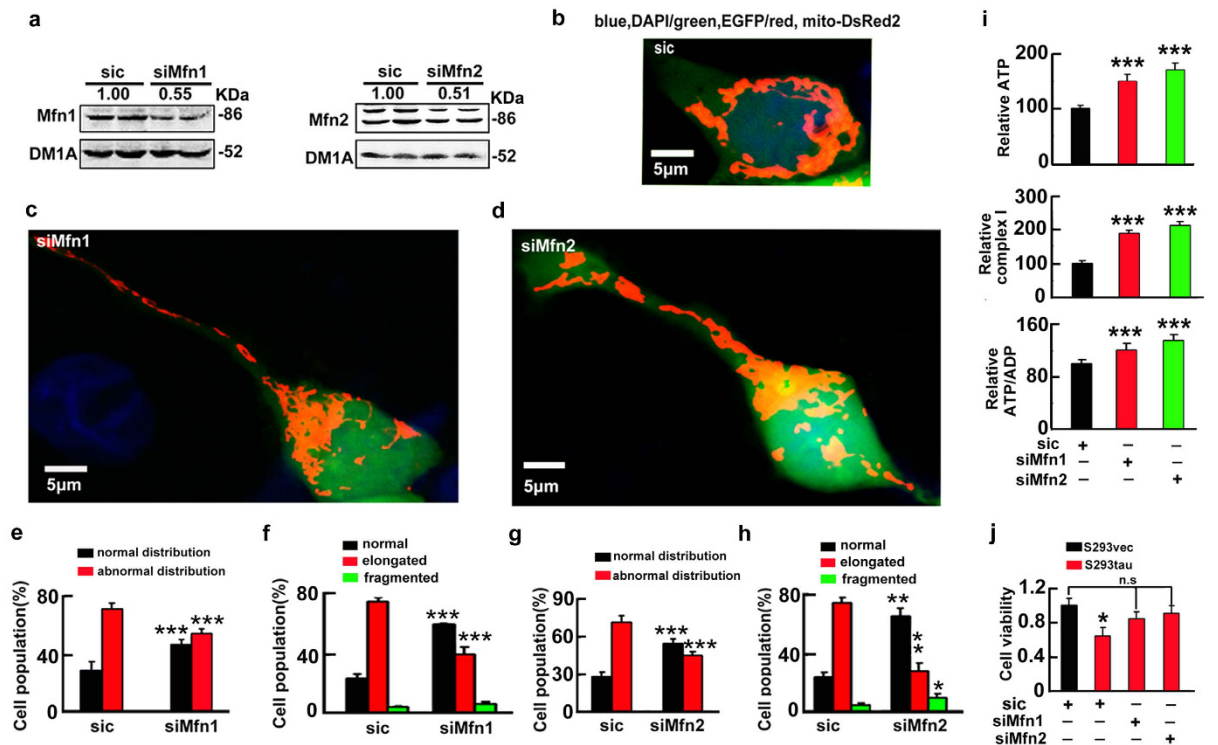 a
sic siMfn1
1.00 0.55 KDa
Mfn1 -86
DM1A -52
sic siMfn2
1.00 0.51 KDa
Mfn2 -86
DM1A -52
b
blue,DAPI/green,EGFP/red, mito-DsRed2
sic
5μm
c
siMfn1
5μm
d
siMfn2
5μm
e
normal distribution
abnormal distribution
Cell population(%)
80
40
0
*** ***
sic siMfn1
f
normal
elongated
fragmented
Cell population(%)
80
40
0
*** ***
sic siMfn1
g
normal distribution
abnormal distribution
Cell population(%)
90
60
30
0
*** ***
sic siMfn2
h
normal
elongated
fragmented
Cell population(%)
80
40
0
** ** *
sic siMfn2
i
Relative ATP
200
150
100
0
*** ***
Relative complex I
300
200
100
0
*** ***
Relative ATP/ADP
160
120
80
0
*** ***
sic + – –
siMfn1 – + –
siMfn2 – – +
j
S293vec
S293tau
n.s
Cell viability
1.2
0.8
0.4
0.0
*
sic + + – –
siMfn1 – – + –
siMfn2 – – – +